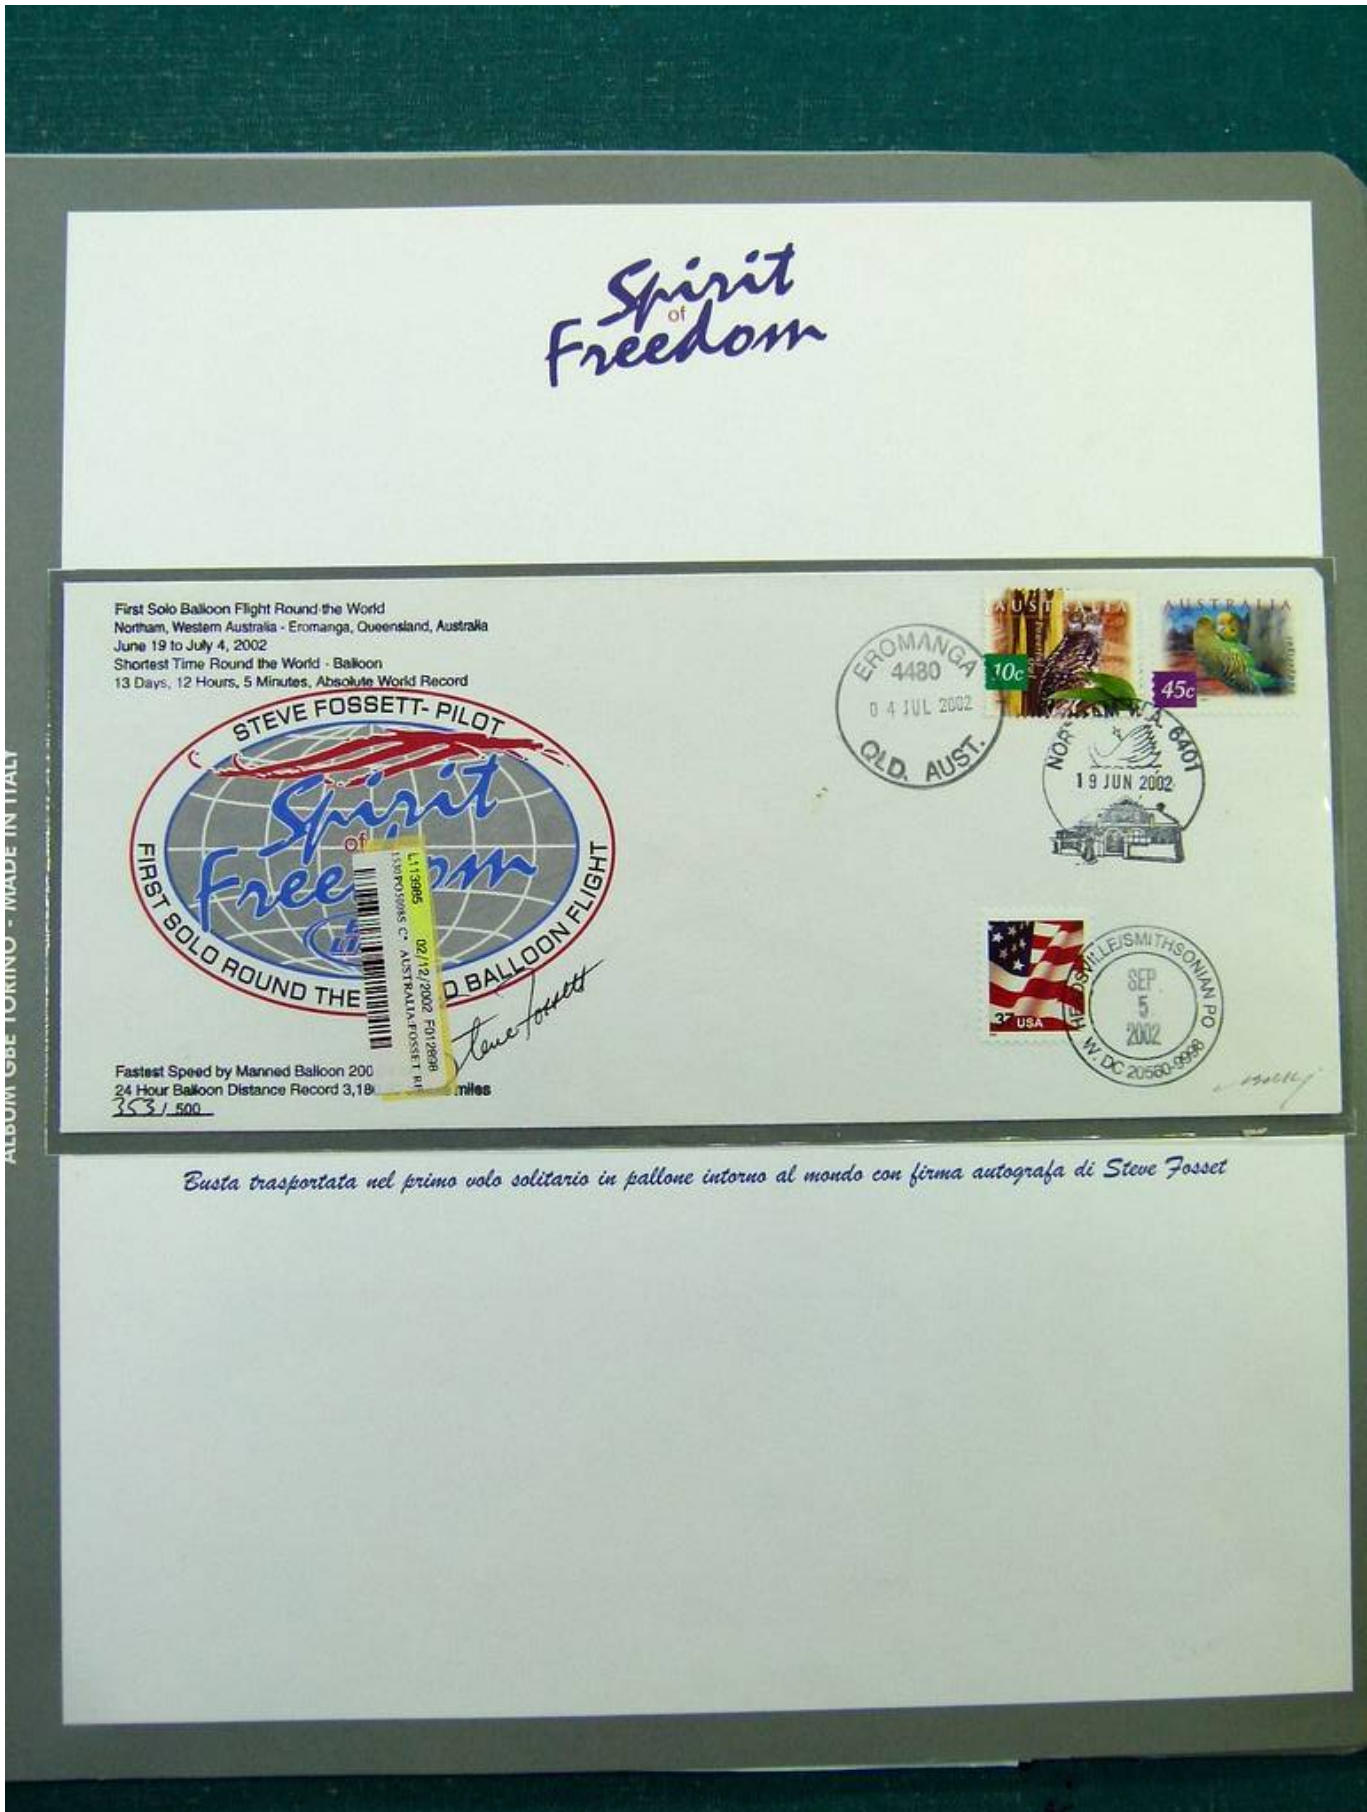 Spirit
of
Freedom
First Solo Balloon Flight Round the World
Northam, Western Australia - Eromanga, Queensland, Australia
June 19 to July 4, 2002
Shortest Time Round the World - Balloon
13 Days, 12 Hours, 5 Minutes, Absolute World Record
STEVE FOSSETT- PILOT
Spirit
of
Freedom
FIRST SOLO ROUND THE BALLOON FLIGHT
L113985 02/12/2002 F012898
AUSTRALIA:FOSSET
Steve Fossett
Fastest Speed by Manned Balloon 200
24 Hour Balloon Distance Record 3,18 miles
353/ 500
EROMANGA
4480
04 JUL 2002
QLD. AUST.
AUSTRALIA
10c
AUSTRALIA
45c
W.A. 6401
19 JUN 2002
37 USA
SMITHSONIAN PO
SEP
5
2002
W. DC 20560-9998
Busta trasportata nel primo volo solitario in pallone intorno al mondo con firma autografa di Steve Fosset
ALBUM GBE TORINO - MADE IN ITALY